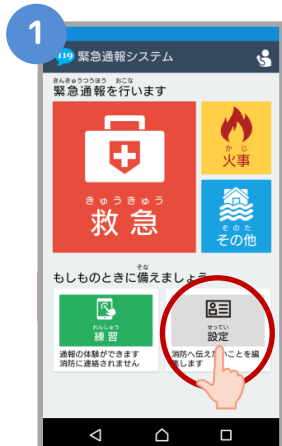 1
119 緊急通報システム
きんきゅうつうほう おこな
緊急通報を行います
きゅうきゅう
救急
かじ
火事
そのた
その他
そな
もしものときに備えましょう
れんしゅう
練習
通報の体験ができます
消防に連絡されません
せってい
設定
消防へ伝えたいことを編
集します